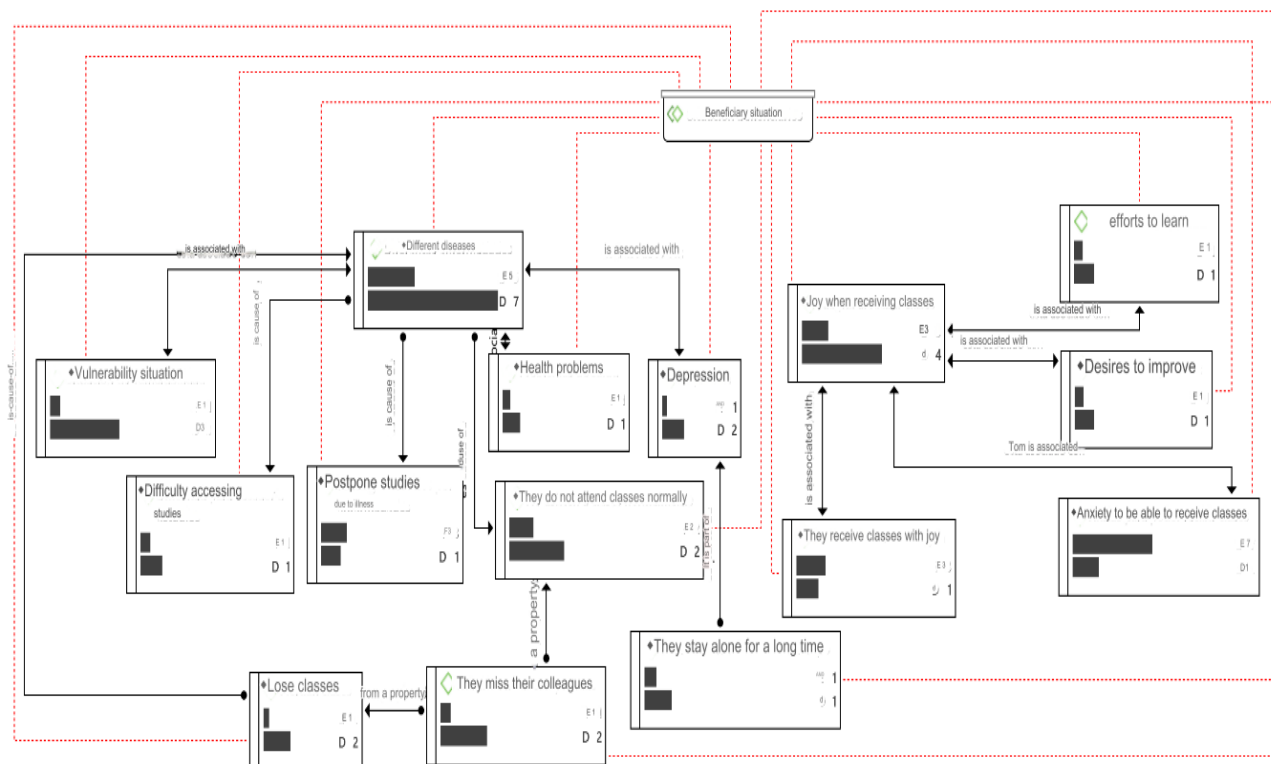 Beneficiary situation
efforts to learn
E 1
D 1
is associated with
◆Different diseases
E 5
D 7
is associated with
is cause of
◆Joy when receiving classes
E3
d 4
is associated with
is associated with
◆Vulnerability situation
E 1
D3
◆Health problems
E 1
D 1
◆Depression
1
D 2
◆Desires to improve
E 1
D 1
is-cause-of
is cause of
is associated with
Tom is associated
◆Difficulty accessing
studies
E 1
D 1
◆Postpone studies
due to illness
D 1
◆They do not attend classes normally
E 2
D 2
it is part of
◆They receive classes with joy
E 3
1
◆Anxiety to be able to receive classes
E 7
D1
a property
◆They stay alone for a long time
1
1
◆Lose classes
E 1
D 2
from a property
They miss their colleagues
E 1
D 2